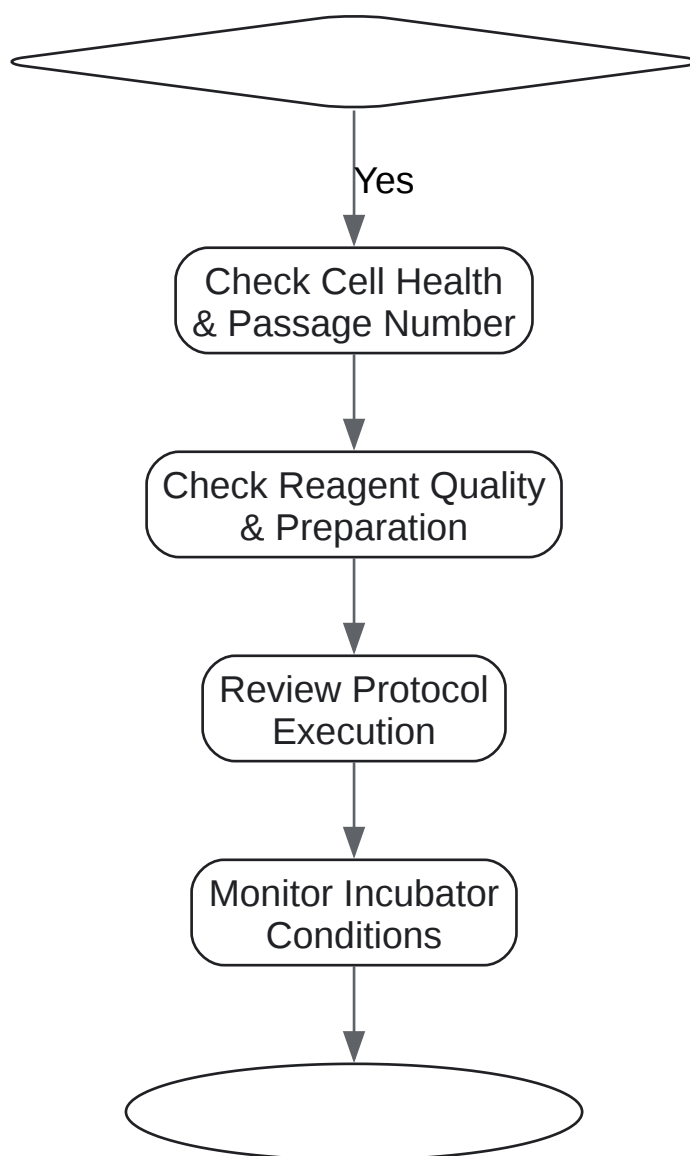 Yes
Check Cell Health
& Passage Number
Check Reagent Quality
& Preparation
Review Protocol
Execution
Monitor Incubator
Conditions